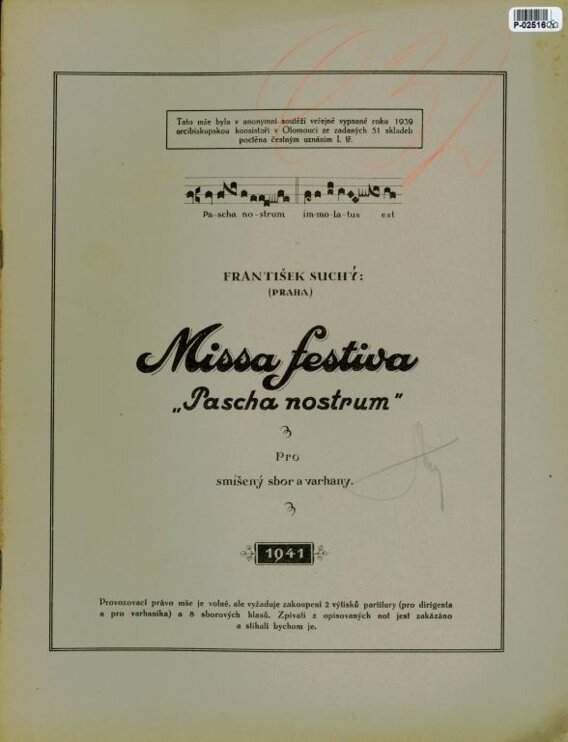 P-02516
Tato mše byla v anonymní soutěži veřejně vypsané roku 1939
arcibiskupskou konsistoří v Olomouci ze zadaných 51 skladeb
poctěna čestným uznáním I. tř.
Pa-scha no-strum im-mo-la-tus est
FRANTIŠEK SUCHÝ:
(PRAHA)
Missa festiva
„Pascha nostrum"
Pro
smíšený sbor a varhany.
1941
Provozovací právo mše je volné, ale vyžaduje zakoupení 2 výtisků partitury (pro dirigenta
a pro varhaníka) a 8 sborových hlasů. Zpívati z opisovaných not jest zakázáno
a stíhali bychom je.